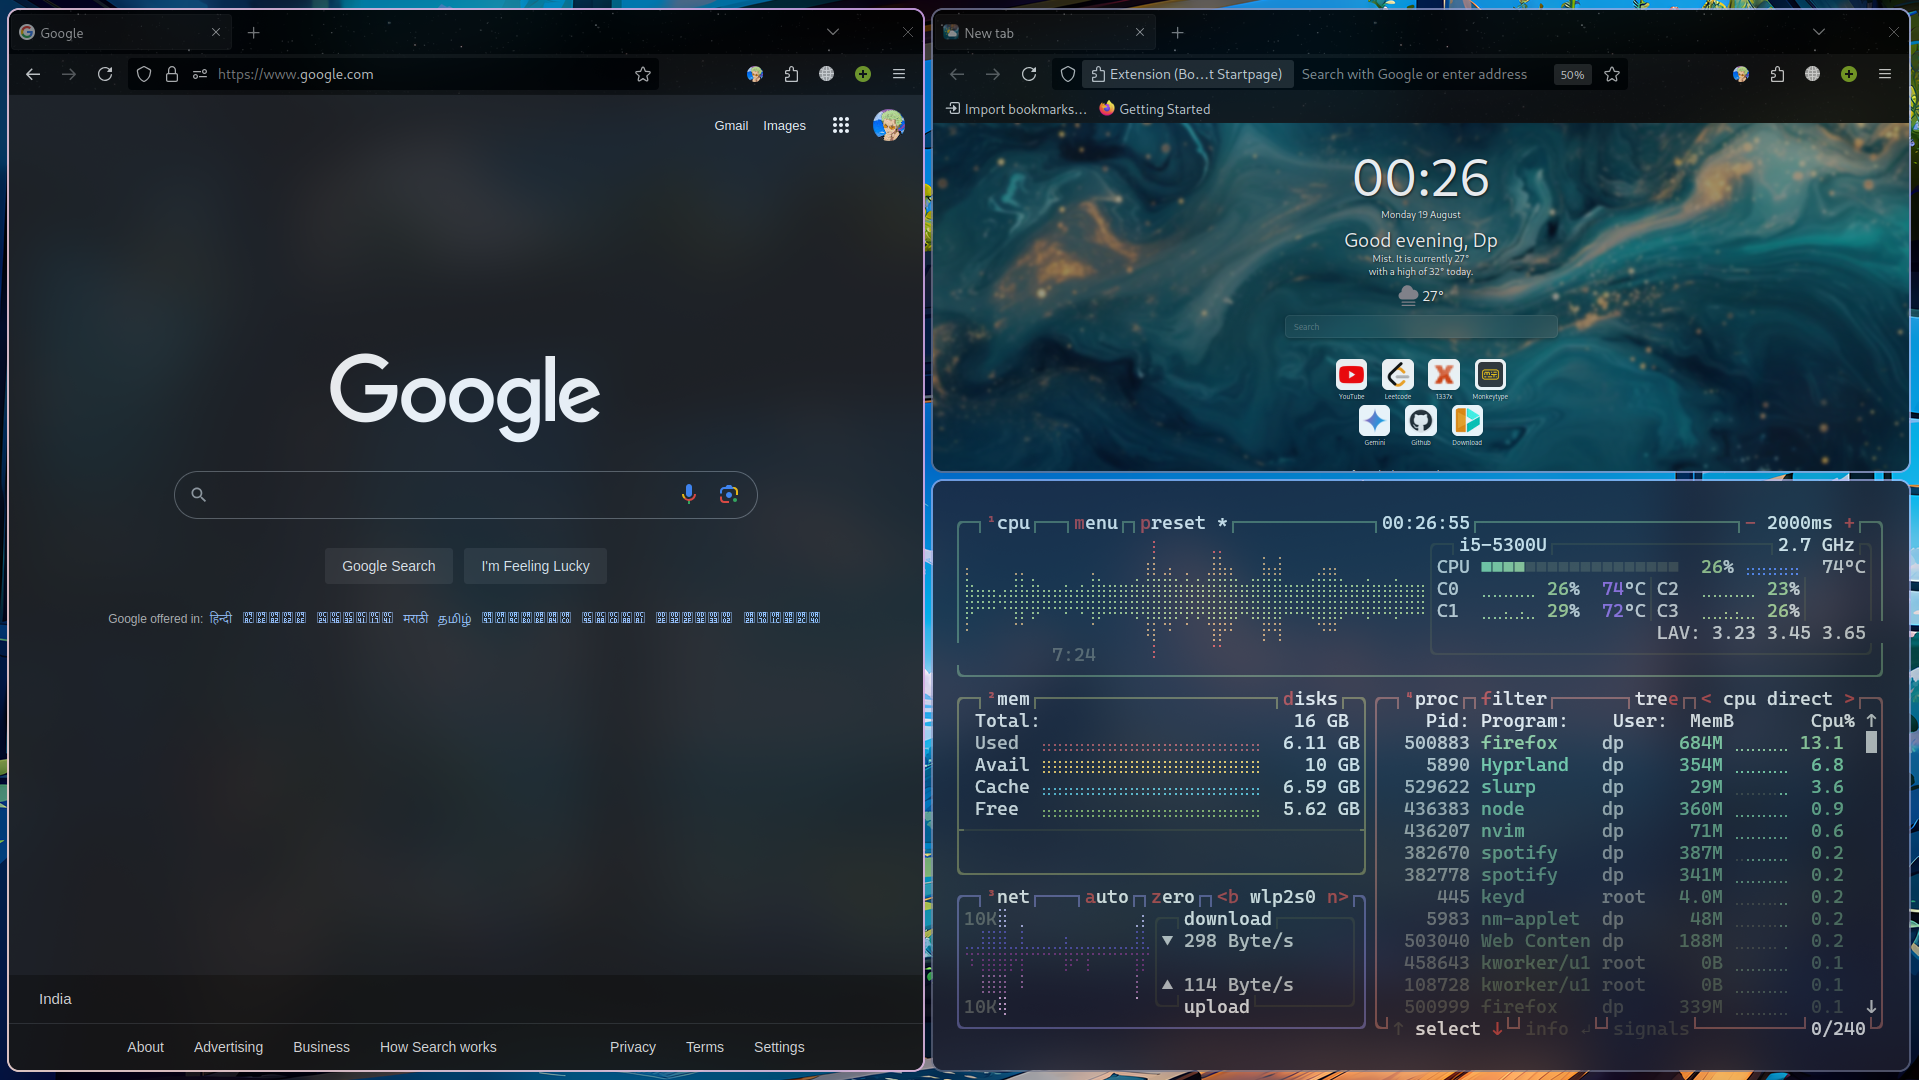 Google
https://www.google.com
Gmail Images
Google
Google Search I'm Feeling Lucky
Google offered in: हिन्दी मराठी தமிழ்
India
About Advertising Business How Search works Privacy Terms Settings
New tab
Extension (Bo…t Startpage) Search with Google or enter address 50%
Import bookmarks… Getting Started
00:26
Monday 19 August
Good evening, Dp
Mist. It is currently 27°
with a high of 32° today.
27°
Search
YouTube Leetcode 1337x Monkeytype
Gemini Github Download
¹cpu menu preset * 00:26:55 - 2000ms +
i5-5300U 2.7 GHz
CPU 26% 74°C
C0 26% 74°C C2 23%
C1 29% 72°C C3 26%
LAV: 3.23 3.45 3.65
7:24
²mem disks
Total: 16 GB
Used 6.11 GB
Avail 10 GB
Cache 6.59 GB
Free 5.62 GB
³net auto zero <b wlp2s0 n>
10K download
▼ 298 Byte/s
▲ 114 Byte/s
10K upload
⁴proc filter tree < cpu direct >
Pid: Program: User: MemB Cpu% ↑
500883 firefox dp 684M 13.1
5890 Hyprland dp 354M 6.8
529622 slurp dp 29M 3.6
436383 node dp 360M 0.9
436207 nvim dp 71M 0.6
382670 spotify dp 387M 0.2
382778 spotify dp 341M 0.2
445 keyd root 4.0M 0.2
5983 nm-applet dp 48M 0.2
503040 Web Conten dp 188M 0.2
458643 kworker/u1 root 0B 0.1
108728 kworker/u1 root 0B 0.1
500999 firefox dp 339M 0.1 ↓
↑ select ↓ info ↲ signals 0/240